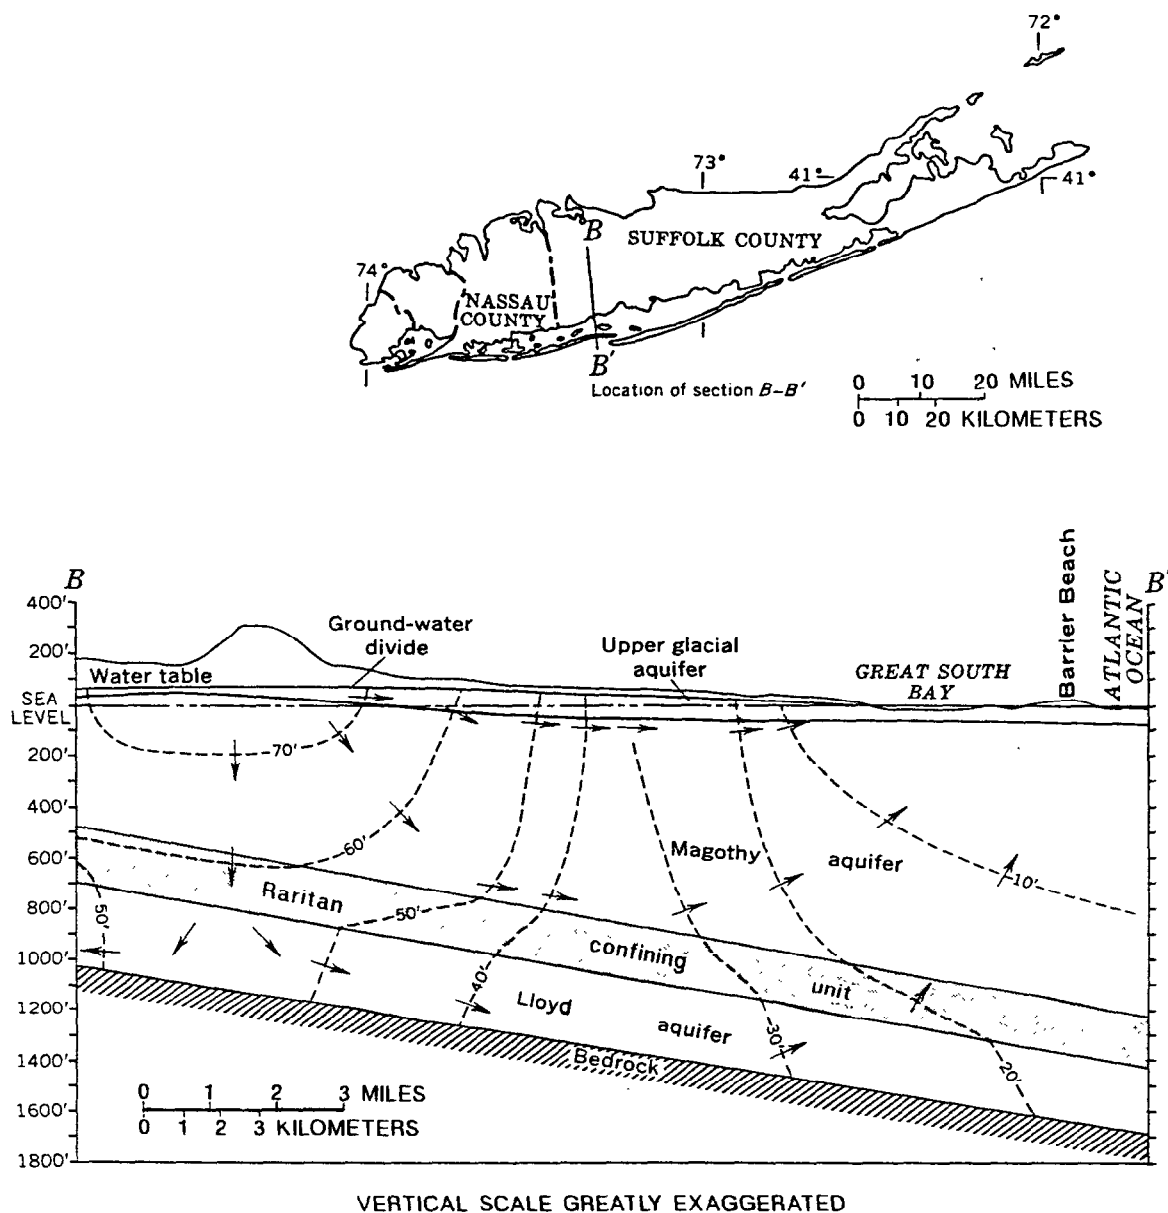 72°
73°
41°
41°
74°
B
SUFFOLK COUNTY
NASSAU
COUNTY
B'
Location of section B–B'
0 10 20 MILES
0 10 20 KILOMETERS
B
B'
Barrier Beach
ATLANTIC
OCEAN
400'
200'
SEA
LEVEL
200'
400'
600'
800'
1000'
1200'
1400'
1600'
1800'
Ground-water
divide
Upper glacial
aquifer
GREAT SOUTH
BAY
Water table
70'
60'
Magothy
aquifer
10'
Raritan
50'
50'
confining
unit
40'
Lloyd
aquifer
30'
20'
Bedrock
0 1 2 3 MILES
0 1 2 3 KILOMETERS
VERTICAL SCALE GREATLY EXAGGERATED